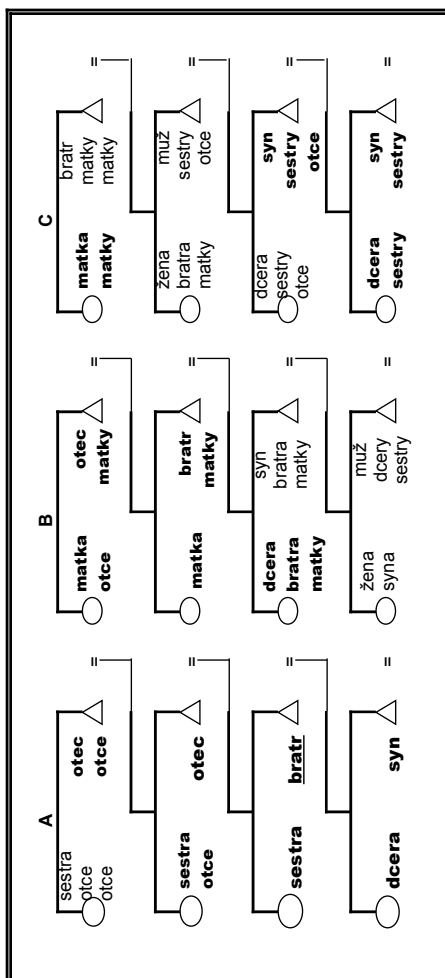 A
sestra
otce
otce
otec
otce
sestra
otce
otec
sestra
bratr
dcera
syn
B
matka
otce
otec
matky
matka
bratr
matky
dcera
bratra
matky
syn
bratra
matky
žena
syna
muž
dcery
sestry
C
matka
matky
bratr
matky
matky
žena
bratra
matky
muž
sestry
otce
dcera
sestry
otce
syn
sestry
otce
dcera
sestry
syn
sestry